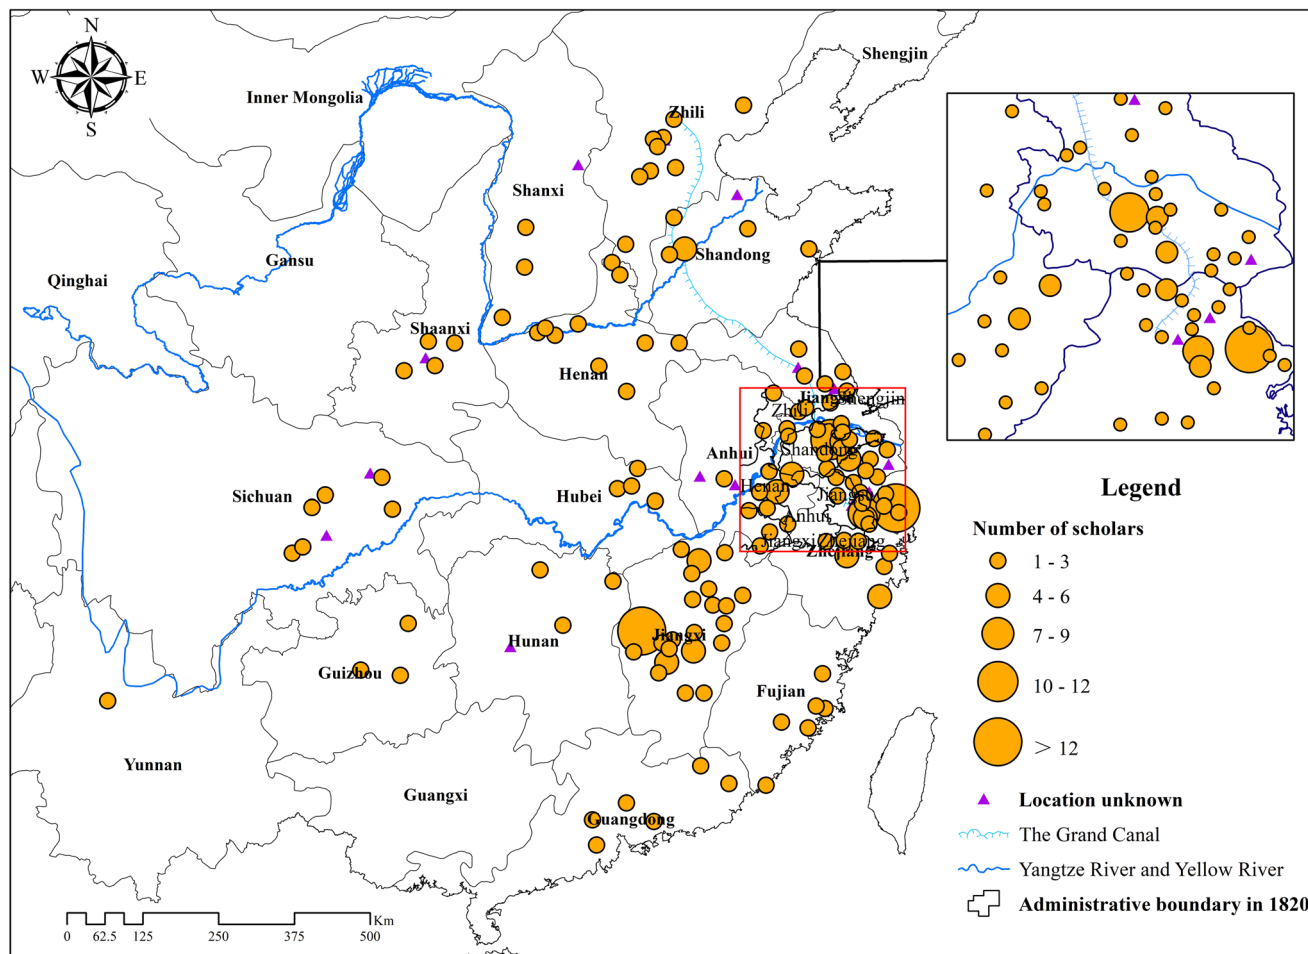 N
W E
S
Shengjin
Inner Mongolia
Zhili
Shanxi
Gansu
Shandong
Qinghai
Shaanxi
Henan
Jiangsu
Shengjin
Zhili
Anhui
Shandong
Sichuan
Hubei
Henan
Jiangsu
Anhui
Jiangxi
Zhejiang
Zhejiang
Hunan
Jiangxi
Guizhou
Fujian
Yunnan
Guangxi
Guangdong
Legend
Number of scholars
1 - 3
4 - 6
7 - 9
10 - 12
> 12
Location unknown
The Grand Canal
Yangtze River and Yellow River
Administrative boundary in 1820
Km
0 62.5 125 250 375 500